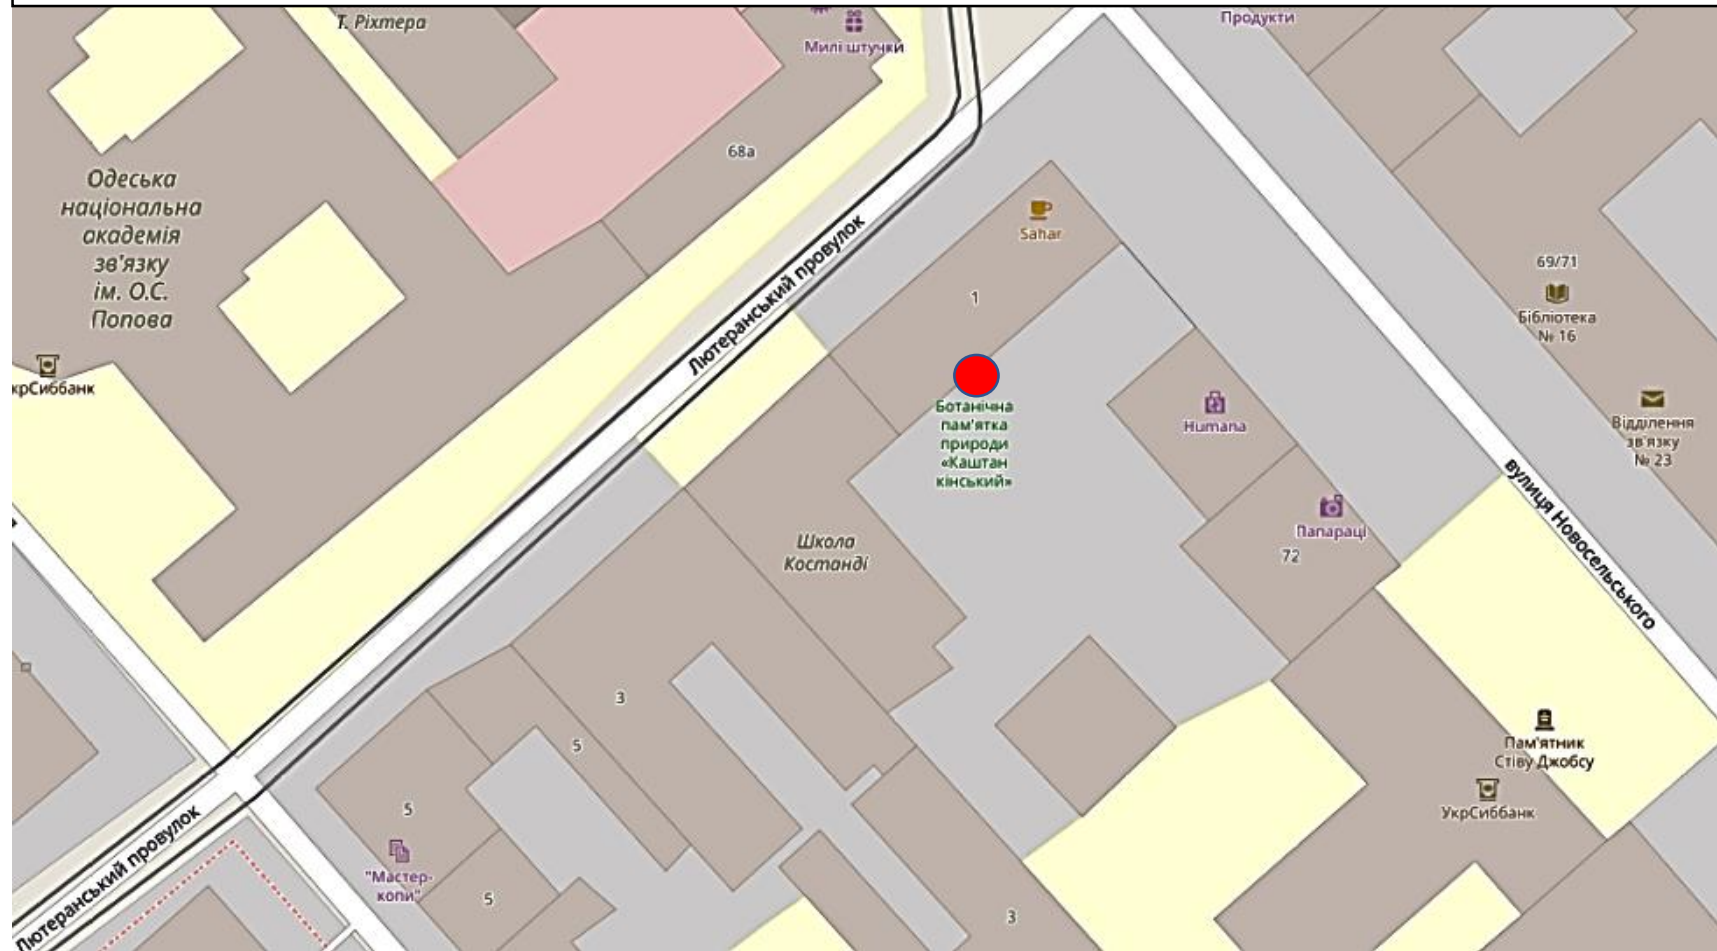 Т. Ріхтера
Милі штучки
Продукти
68а
Одеська
національна
академія
зв'язку
ім. О.С.
Попова
Sahar
1
69/71
Бібліотека
№ 16
Лютеранський провулок
УкрСиббанк
Ботанічна
пам'ятка
природи
«Каштан
кінський»
Humana
Відділення
зв'язку
№ 23
вулиця Новосельського
Папараці
72
Школа
Костанді
3
5
Пам'ятник
Стіву Джобсу
УкрСиббанк
5
Лютеранський провулок
"Мастер-
копи"
5
3